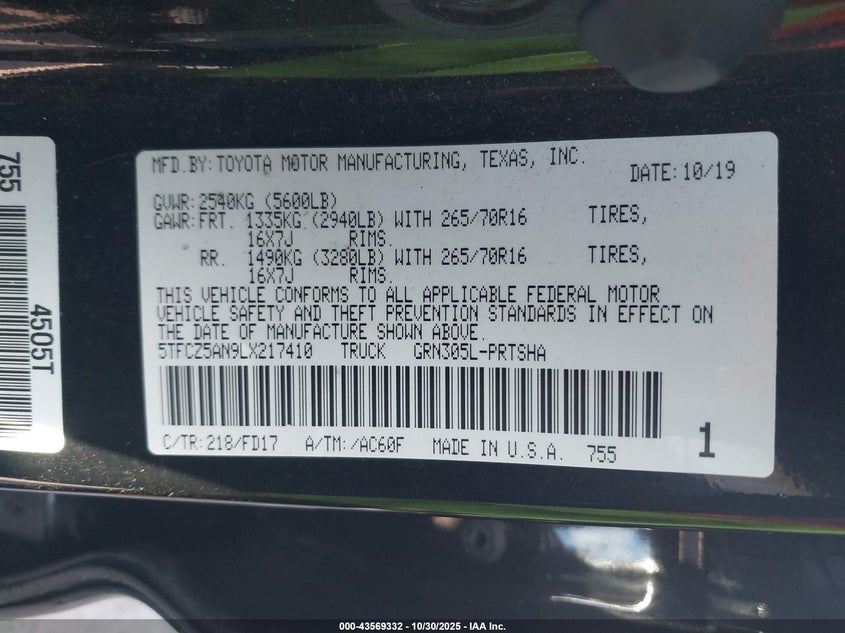 755
4505T
MFD.BY:TOYOTA MOTOR MANUFACTURING, TEXAS, INC. DATE:10/19
GVWR:2540KG (5600LB)
GAWR:FRT. 1335KG (2940LB) WITH 265/70R16 TIRES,
16X7J RIMS.
RR. 1490KG (3280LB) WITH 265/70R16 TIRES,
16X7J RIMS.
THIS VEHICLE CONFORMS TO ALL APPLICABLE FEDERAL MOTOR
VEHICLE SAFETY AND THEFT PREVENTION STANDARDS IN EFFECT ON
THE DATE OF MANUFACTURE SHOWN ABOVE.
5TFCZ5AN9LX217410 TRUCK GRN305L-PRTSHA
C/TR:218/FD17 A/TM:/AC60F MADE IN U.S.A. 755 1
000-43569332 - 10/30/2025 - IAA Inc.